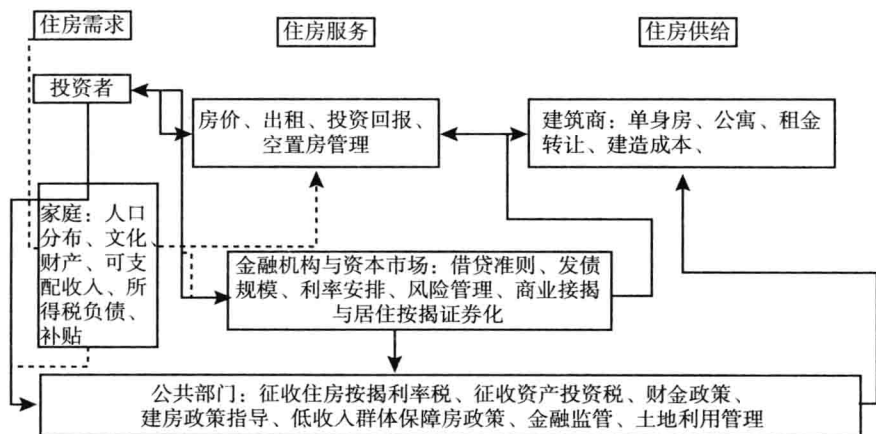 住房需求
住房服务
住房供给
投资者
房价、出租、投资回报、
空置房管理
建筑商：单身房、公寓、租金
转让、建造成本、
家庭：人口
分布、文化、
财产、可支
配收入、所
得税负债、
补贴
金融机构与资本市场：借贷准则、发债
规模、利率安排、风险管理、商业接揭
与居住按揭证券化
公共部门：征收住房按揭利率税、征收资产投资税、财金政策、
建房政策指导、低收入群体保障房政策、金融监管、土地利用管理